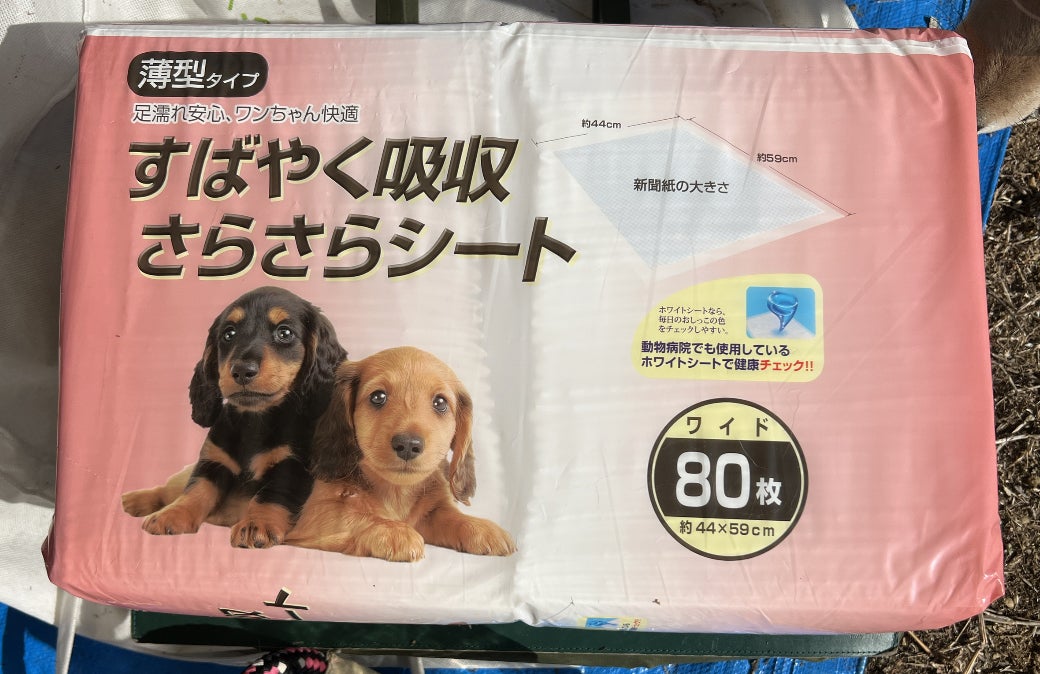 薄型タイプ
足濡れ安心、ワンちゃん快適
すばやく吸収
さらさらシート
約44cm
約59cm
新聞紙の大きさ
ホワイトシートなら、
毎日のおしっこの色
をチェックしやすい。
動物病院でも使用している
ホワイトシートで健康チェック!!
ワイド
80枚
約44×59cm